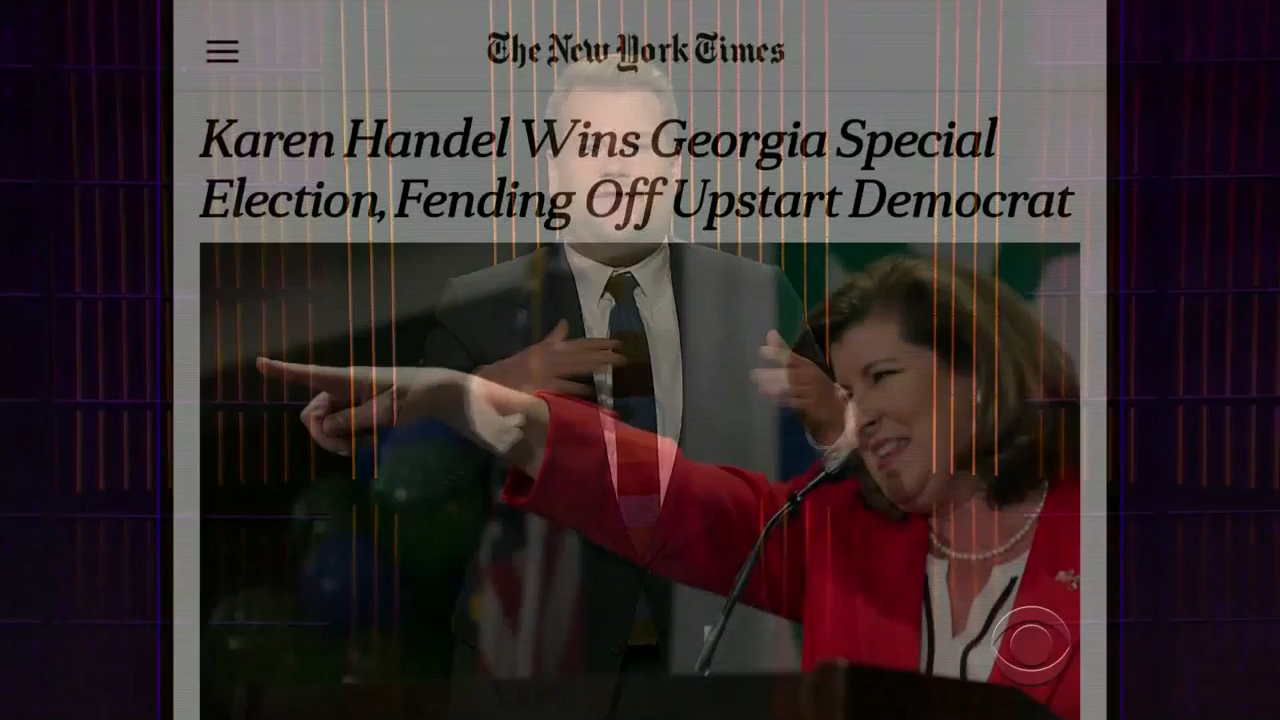 The New York Times
Karen Handel Wins Georgia Special
Election, Fending Off Upstart Democrat